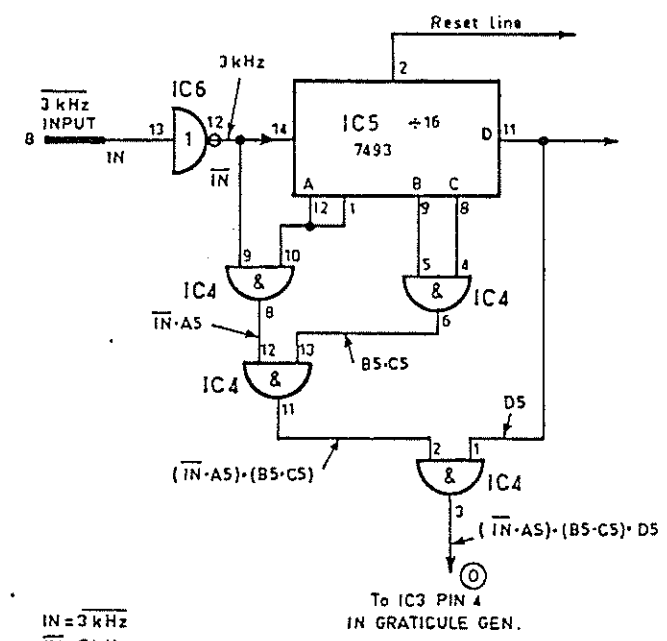 Reset Line
3 kHz
2
IC6
3 kHz
INPUT
8
13
12
1
IN
IN
14
IC5 ÷16
7493
D
11
A
B
C
12
1
9
8
9
10
5
4
&
IC4
&
IC4
8
6
IN·A5
12
13
B5·C5
IC4
&
11
D5
(IN·A5)·(B5·C5)
2
1
&
IC4
3
(IN·A5)·(B5·C5)·D5
O
To IC3 PIN 4
IN GRATICULE GEN.
IN = 3 kHz